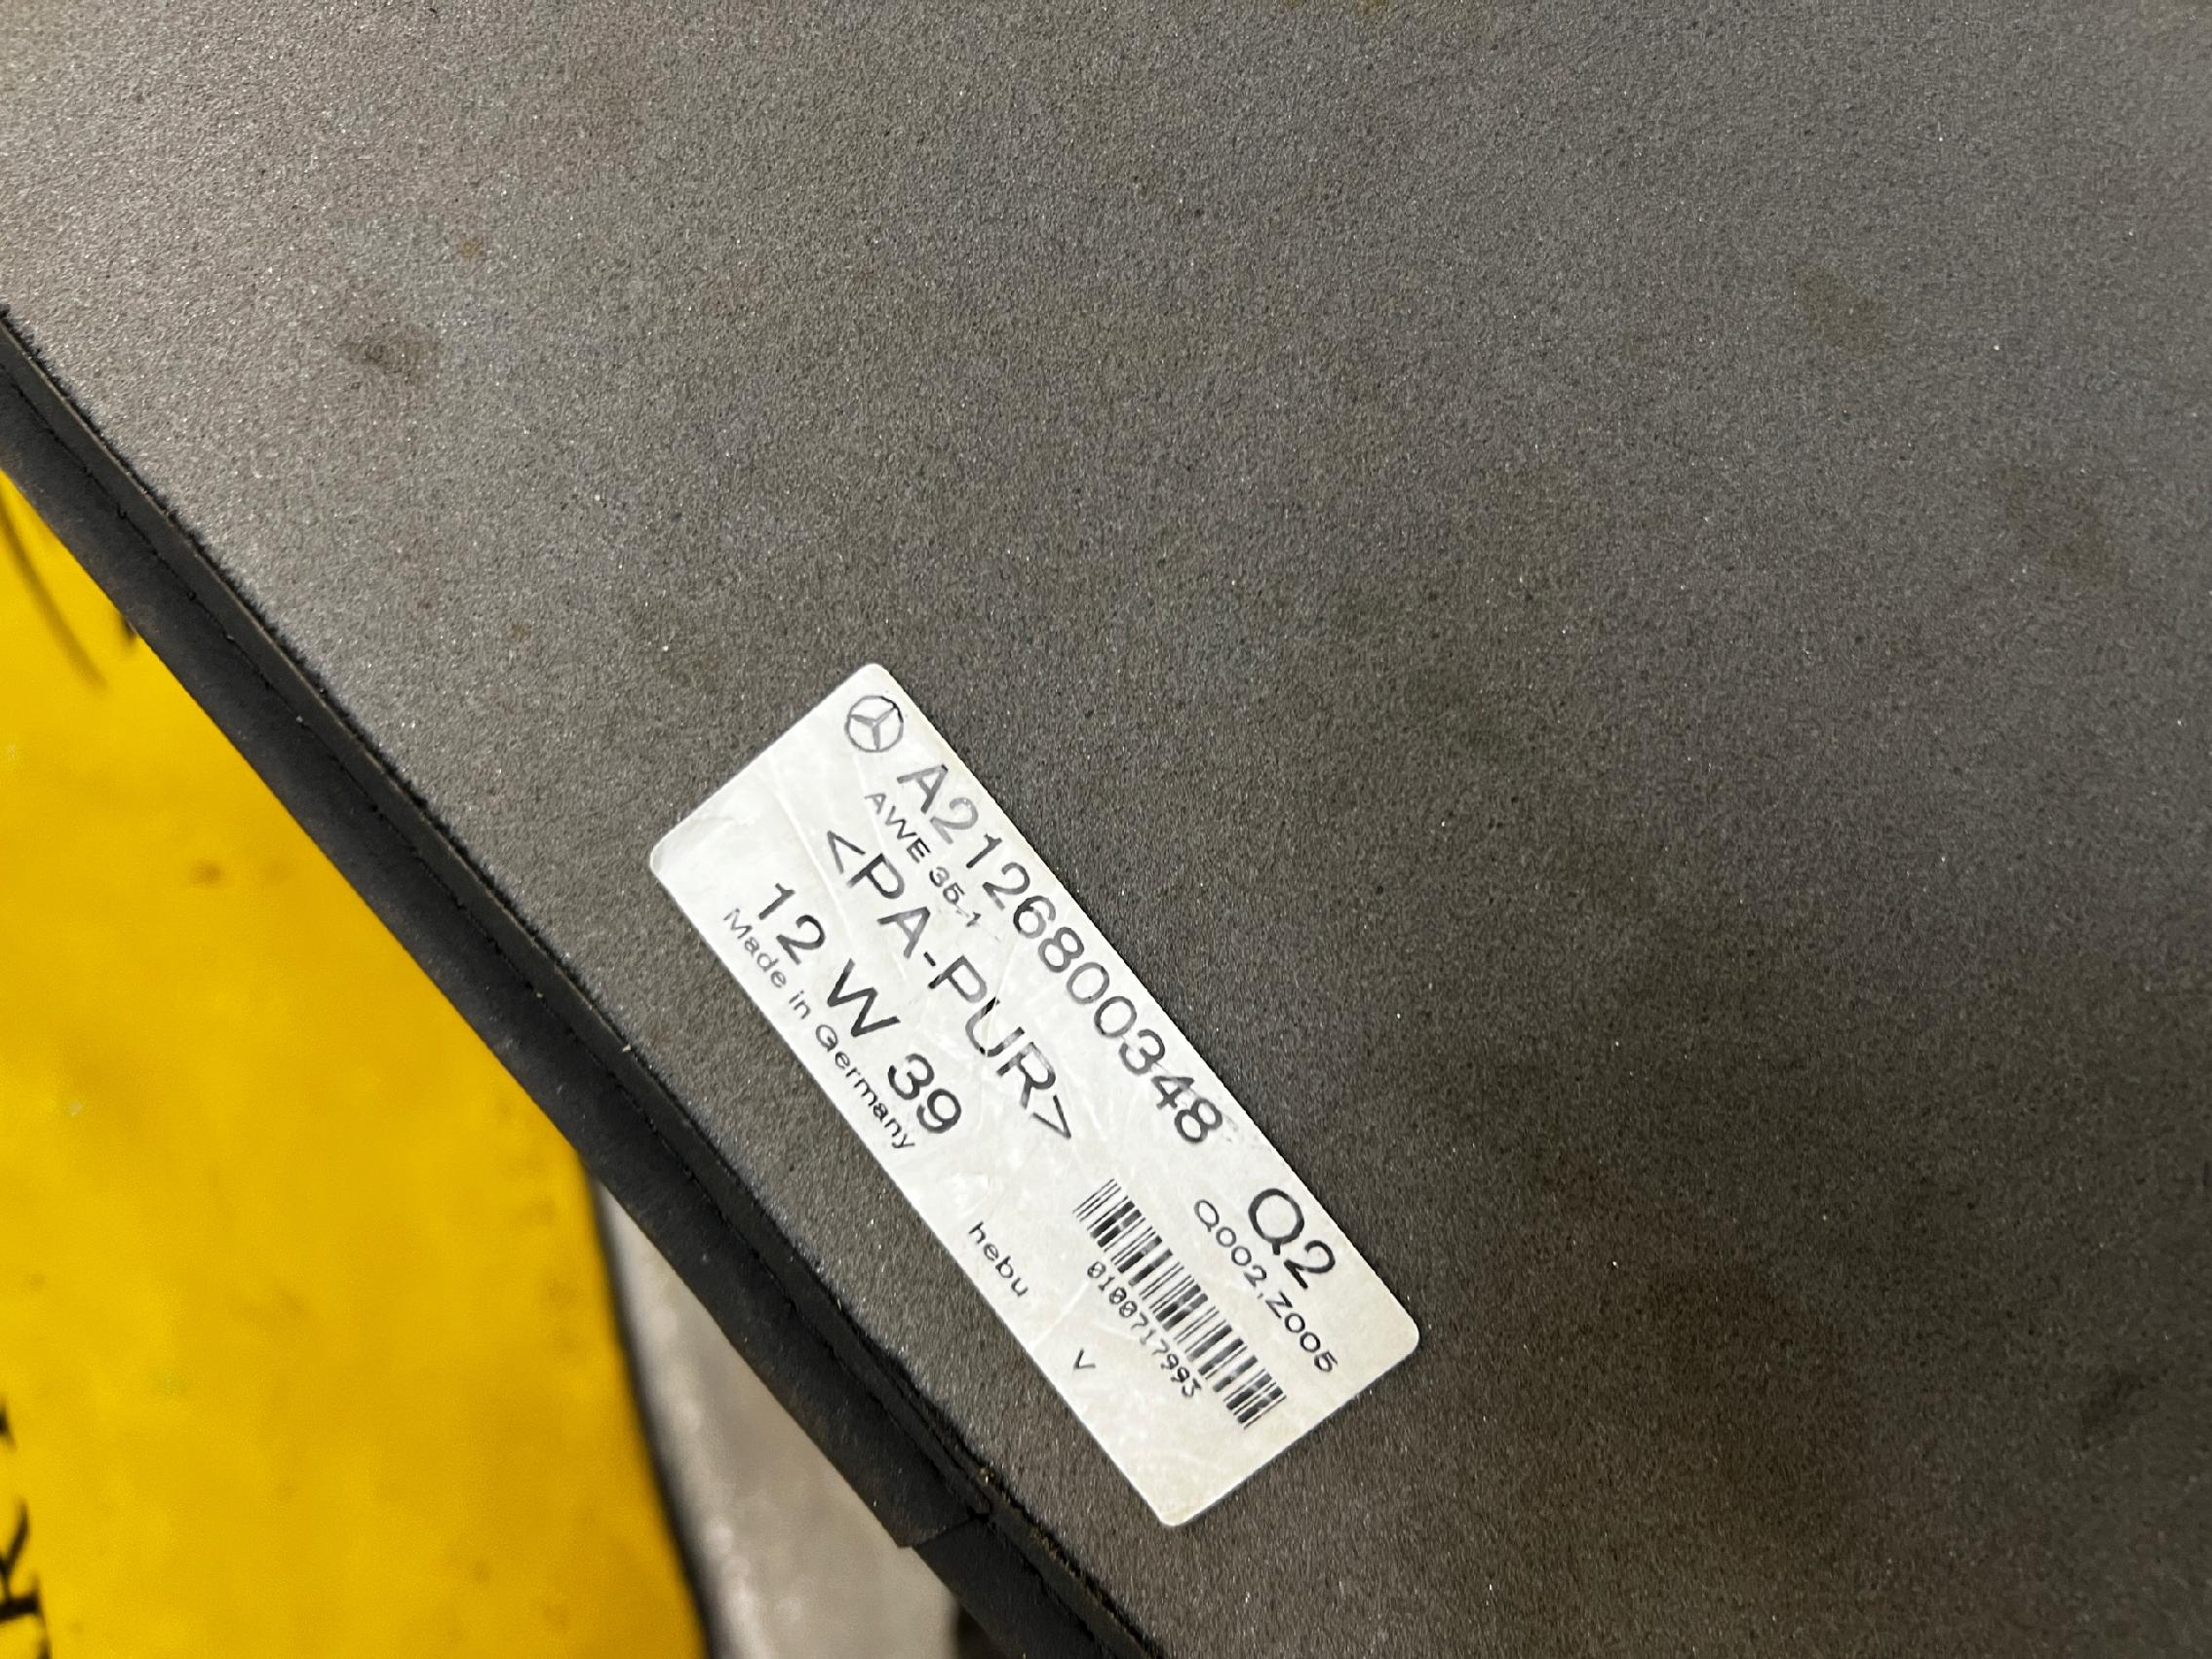 A2126800348 Q2
AWE 35-1 Q002,Z005
<PA-PUR>
12 W 39 0100717993
Made in Germany hebu V
R